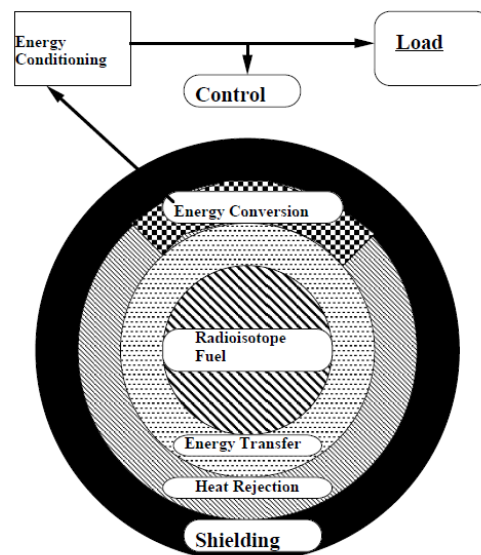 Energy
Conditioning
Load
Control
Energy Conversion
Radioisotope
Fuel
Energy Transfer
Heat Rejection
Shielding